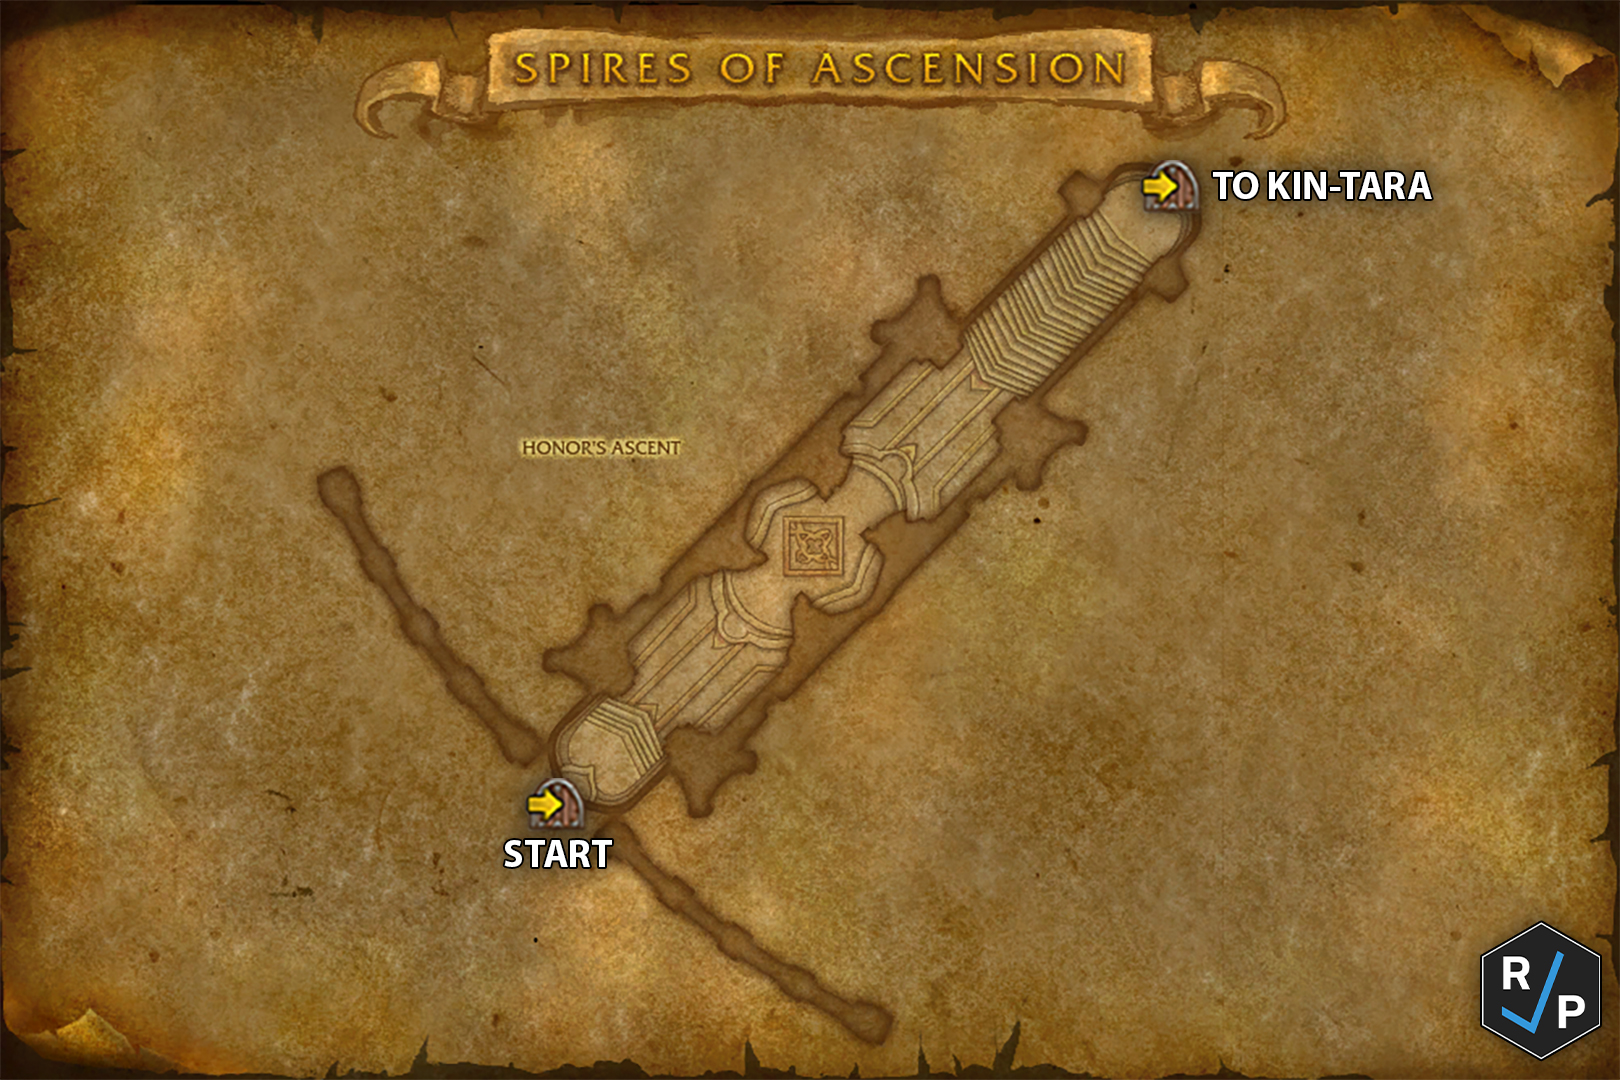 SPIRES OF ASCENSION
TO KIN-TARA
HONOR'S ASCENT
START
R
P